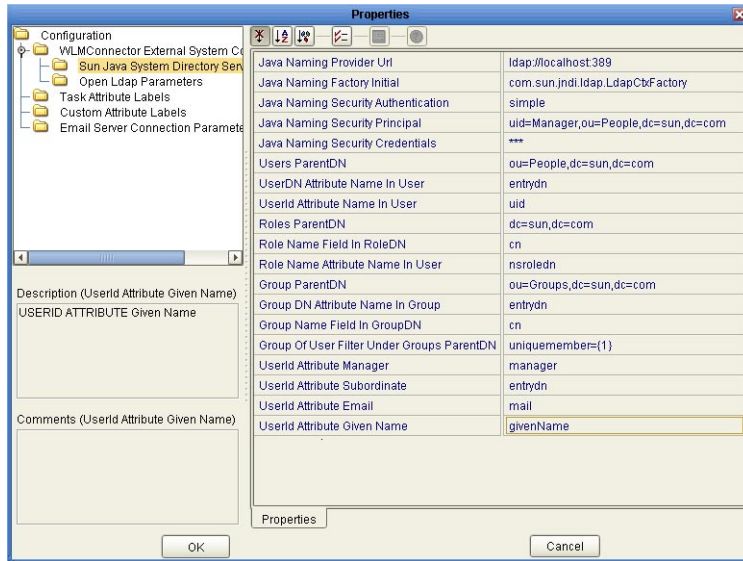 Properties
Configuration
WLMConnector External System Co
Sun Java System Directory Serv
Open Ldap Parameters
Task Attribute Labels
Custom Attribute Labels
Email Server Connection Paramete
Description (UserId Attribute Given Name)
USERID ATTRIBUTE Given Name
Comments (UserId Attribute Given Name)
Java Naming Provider Url ldap://localhost:389
Java Naming Factory Initial com.sun.jndi.ldap.LdapCtxFactory
Java Naming Security Authentication simple
Java Naming Security Principal uid=Manager,ou=People,dc=sun,dc=com
Java Naming Security Credentials ***
Users ParentDN ou=People,dc=sun,dc=com
UserDN Attribute Name In User entrydn
UserId Attribute Name In User uid
Roles ParentDN dc=sun,dc=com
Role Name Field In RoleDN cn
Role Name Attribute Name In User nsroledn
Group ParentDN ou=Groups,dc=sun,dc=com
Group DN Attribute Name In Group entrydn
Group Name Field In GroupDN cn
Group Of User Filter Under Groups ParentDN uniquemember={1}
UserId Attribute Manager manager
UserId Attribute Subordinate entrydn
UserId Attribute Email mail
UserId Attribute Given Name givenName
Properties
OK
Cancel